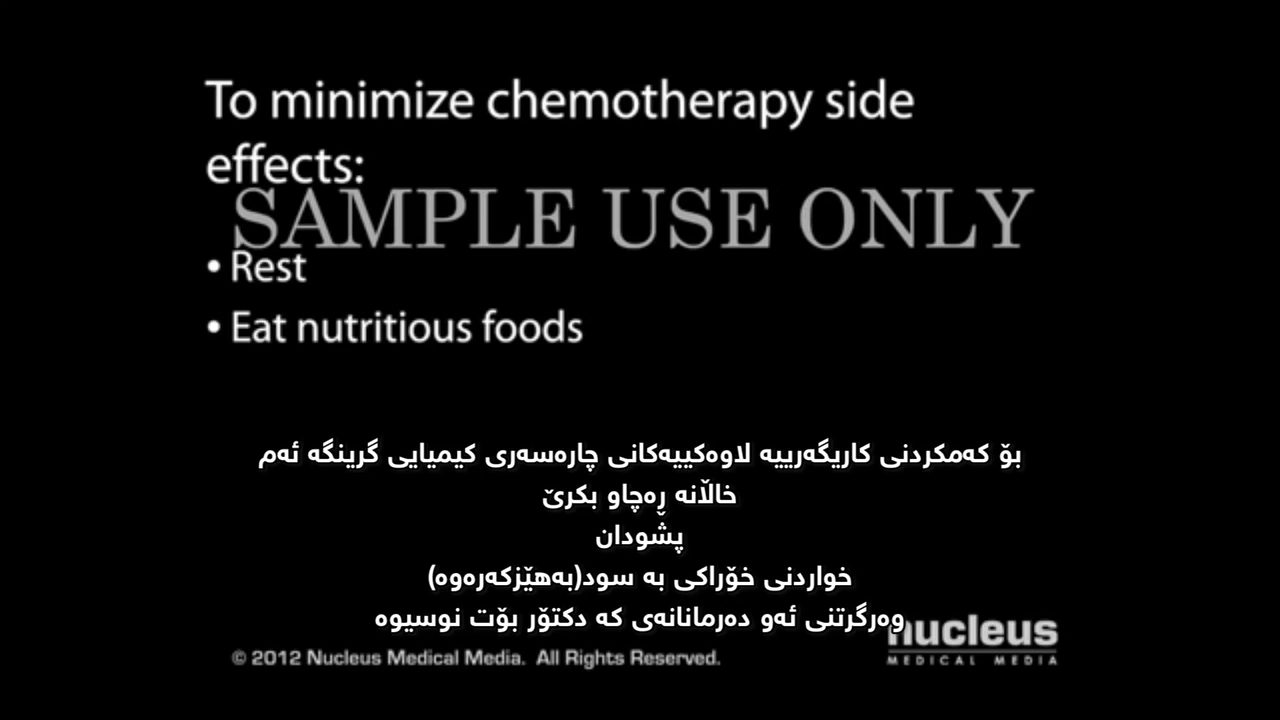 To minimize chemotherapy side
effects:
SAMPLE USE ONLY
• Rest
• Eat nutritious foods
بۆ کەمکردنی کاریگەرییە لاوەکییەکانی چارەسەری کیمیایی گرینگە ئەم
خاڵانە ڕەچاو بکرێ
پشودان
خواردنی خۆراکی بە سود(بەهێزکەرەوە)
وەرگرتنی ئەو دەرمانانەی کە دکتۆر بۆت نوسیوە
nucleus
MEDICAL MEDIA
© 2012 Nucleus Medical Media. All Rights Reserved.